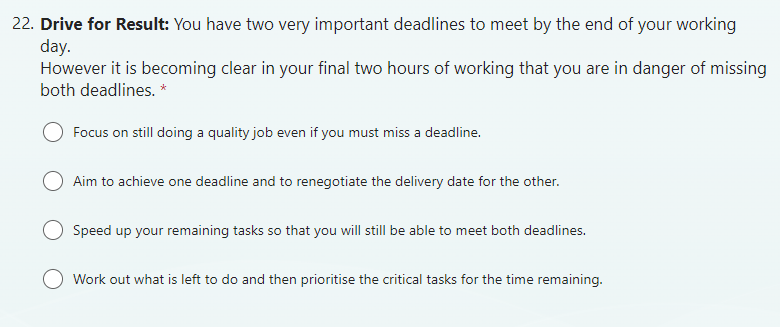 22. Drive for Result: You have two very important deadlines to meet by the end of your working
day.
However it is becoming clear in your final two hours of working that you are in danger of missing
both deadlines. *
Focus on still doing a quality job even if you must miss a deadline.
Aim to achieve one deadline and to renegotiate the delivery date for the other.
Speed up your remaining tasks so that you will still be able to meet both deadlines.
Work out what is left to do and then prioritise the critical tasks for the time remaining.